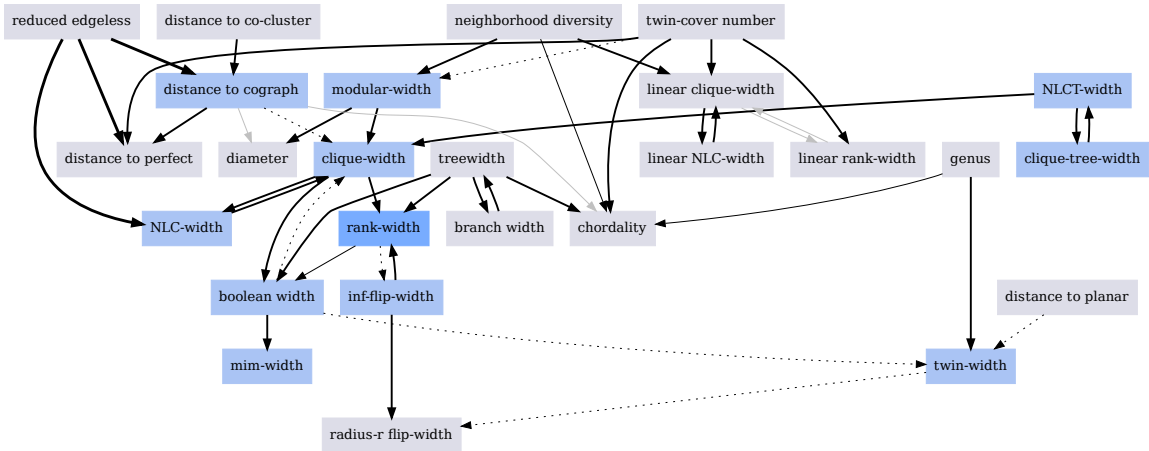 reduced edgeless
distance to co-cluster
neighborhood diversity
twin-cover number
distance to cograph
modular-width
linear clique-width
NLCT-width
distance to perfect
diameter
clique-width
treewidth
linear NLC-width
linear rank-width
genus
clique-tree-width
NLC-width
rank-width
branch width
chordality
boolean width
inf-flip-width
distance to planar
mim-width
twin-width
radius-r flip-width